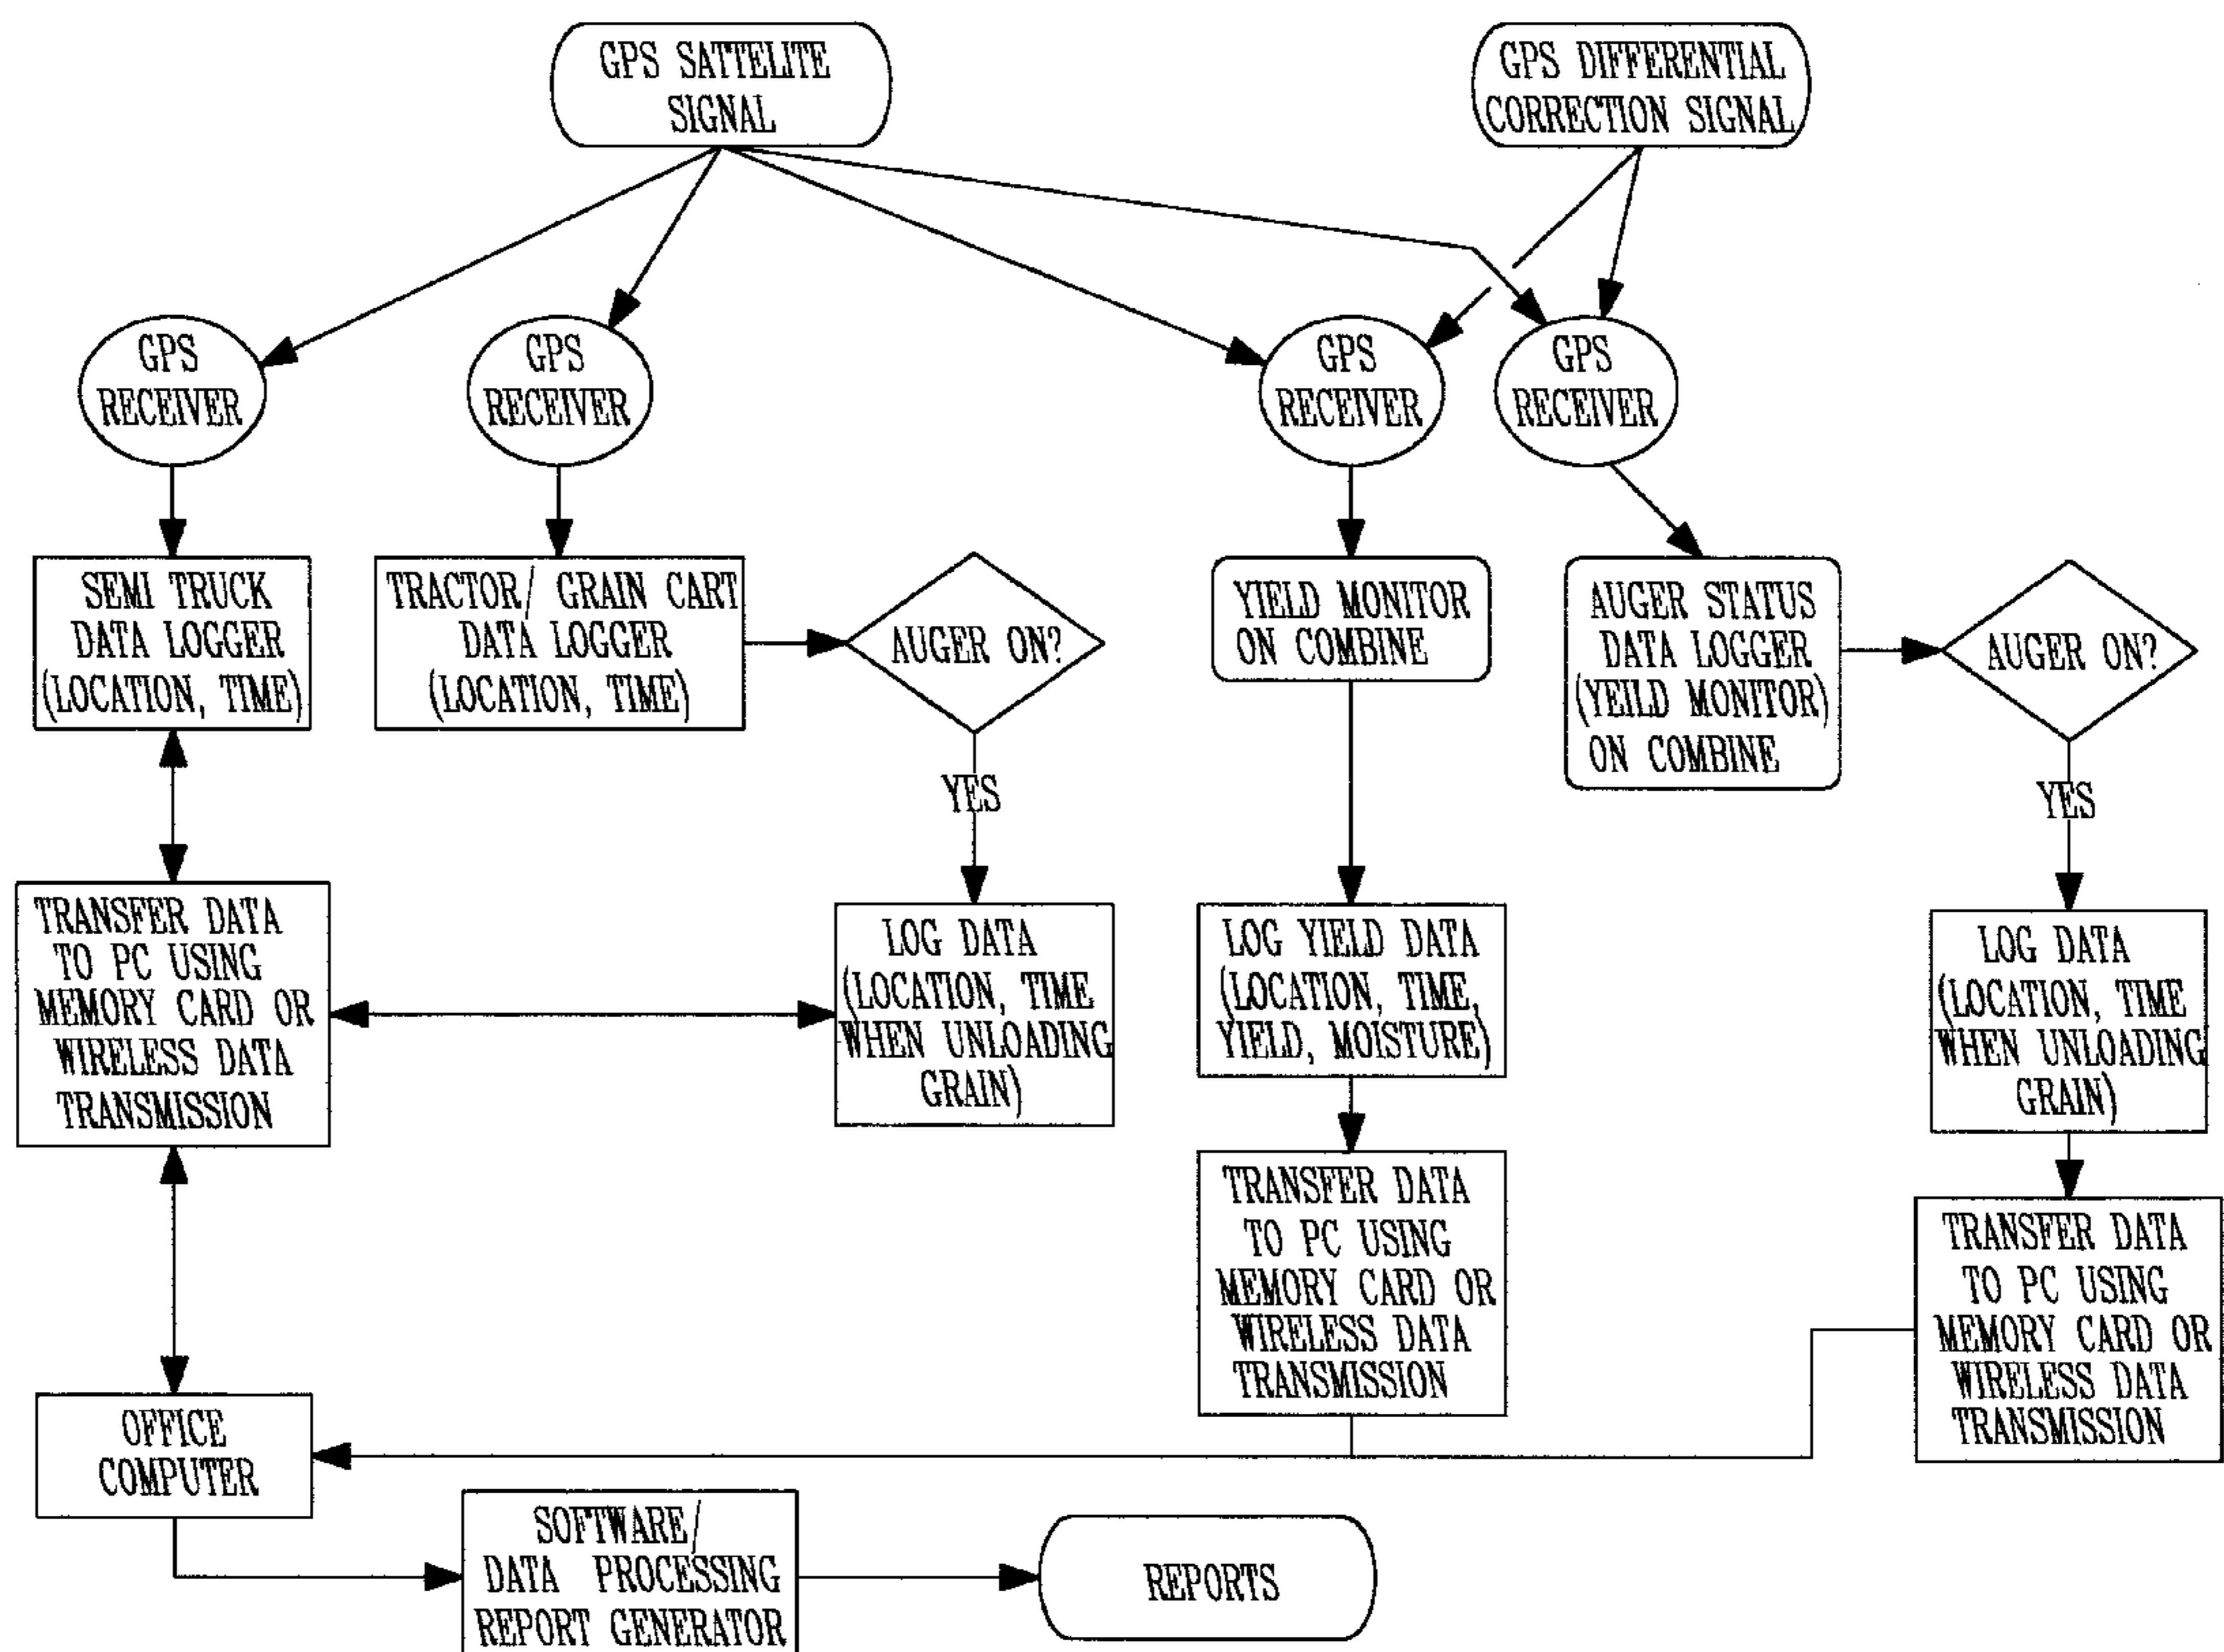 GPS SATTELITE
SIGNAL
GPS DIFFERENTIAL
CORRECTION SIGNAL
GPS
RECEIVER
GPS
RECEIVER
GPS
RECEIVER
GPS
RECEIVER
SEMI TRUCK
DATA LOGGER
(LOCATION, TIME)
TRACTOR/ GRAIN CART
DATA LOGGER
(LOCATION, TIME)
AUGER ON?
YES
YIELD MONITOR
ON COMBINE
AUGER STATUS
DATA LOGGER
(YEILD MONITOR)
ON COMBINE
AUGER ON?
YES
TRANSFER DATA
TO PC USING
MEMORY CARD OR
WIRELESS DATA
TRANSMISSION
LOG DATA
(LOCATION, TIME
WHEN UNLOADING
GRAIN)
LOG YIELD DATA
(LOCATION, TIME,
YIELD, MOISTURE)
LOG DATA
(LOCATION, TIME
WHEN UNLOADING
GRAIN)
TRANSFER DATA
TO PC USING
MEMORY CARD OR
WIRELESS DATA
TRANSMISSION
TRANSFER DATA
TO PC USING
MEMORY CARD OR
WIRELESS DATA
TRANSMISSION
OFFICE
COMPUTER
SOFTWARE/
DATA PROCESSING
REPORT GENERATOR
REPORTS